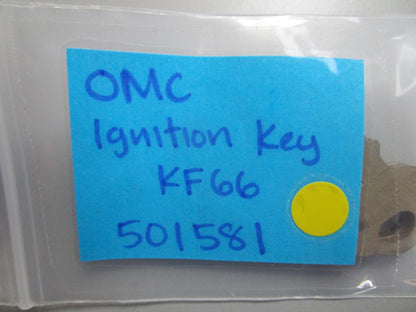 OMC
Ignition Key
KF66
501581